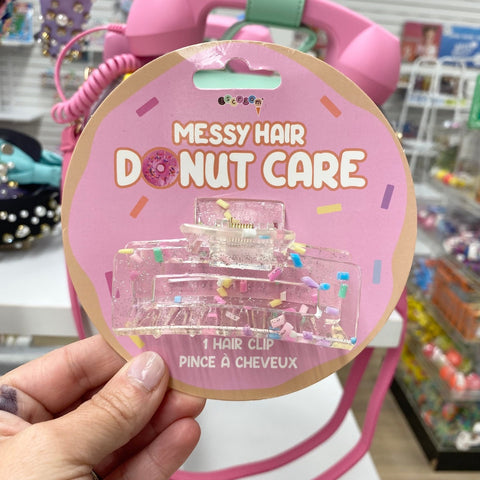 MESSY HAIR
DONUT CARE
1 HAIR CLIP
PINCE À CHEVEUX